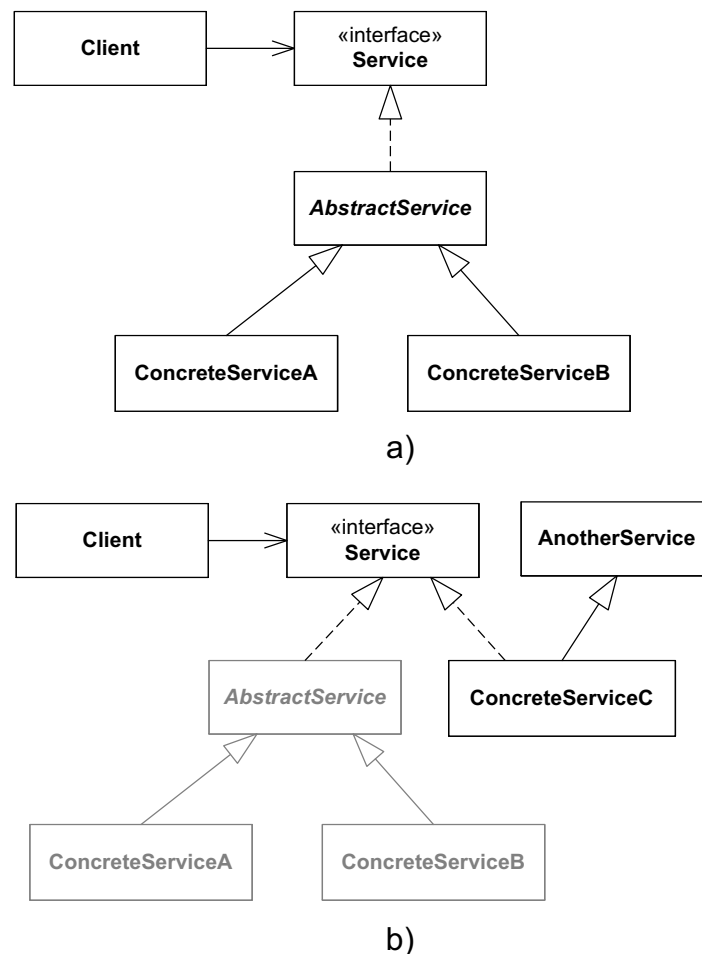 Client
«interface»
Service
AbstractService
ConcreteServiceA
ConcreteServiceB
a)
Client
«interface»
Service
AnotherService
AbstractService
ConcreteServiceC
ConcreteServiceA
ConcreteServiceB
b)